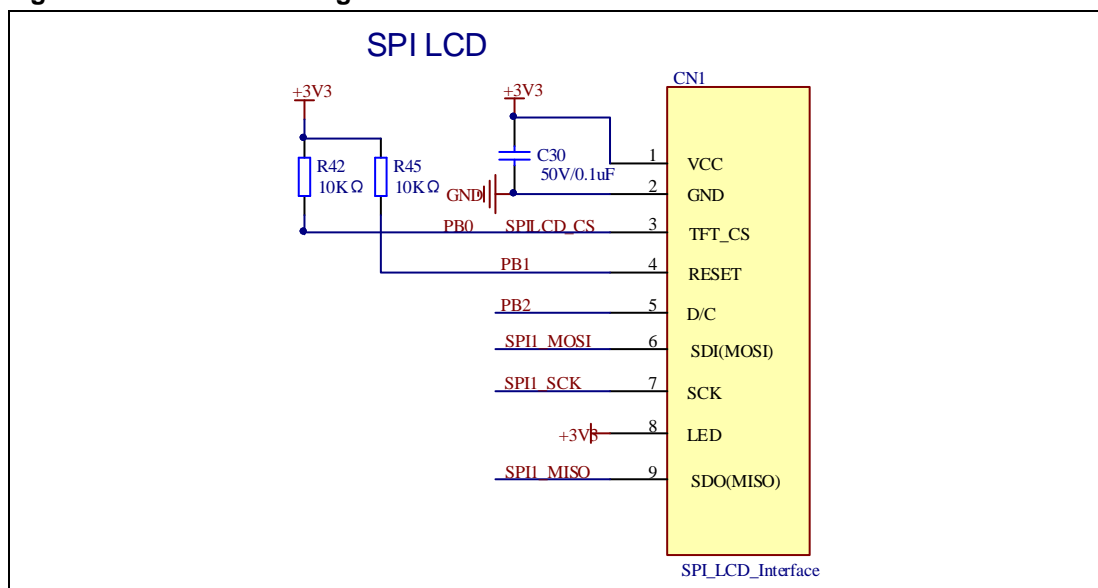 SPI LCD
CN1
+3V3
+3V3
R42
10KΩ
R45
10KΩ
C30
50V/0.1uF
GND
1
VCC
2
GND
PB0
SPILCD_CS
3
TFT_CS
PB1
4
RESET
PB2
5
D/C
SPI1_MOSI
6
SDI(MOSI)
SPI1_SCK
7
SCK
+3V3
8
LED
SPI1_MISO
9
SDO(MISO)
SPI_LCD_Interface